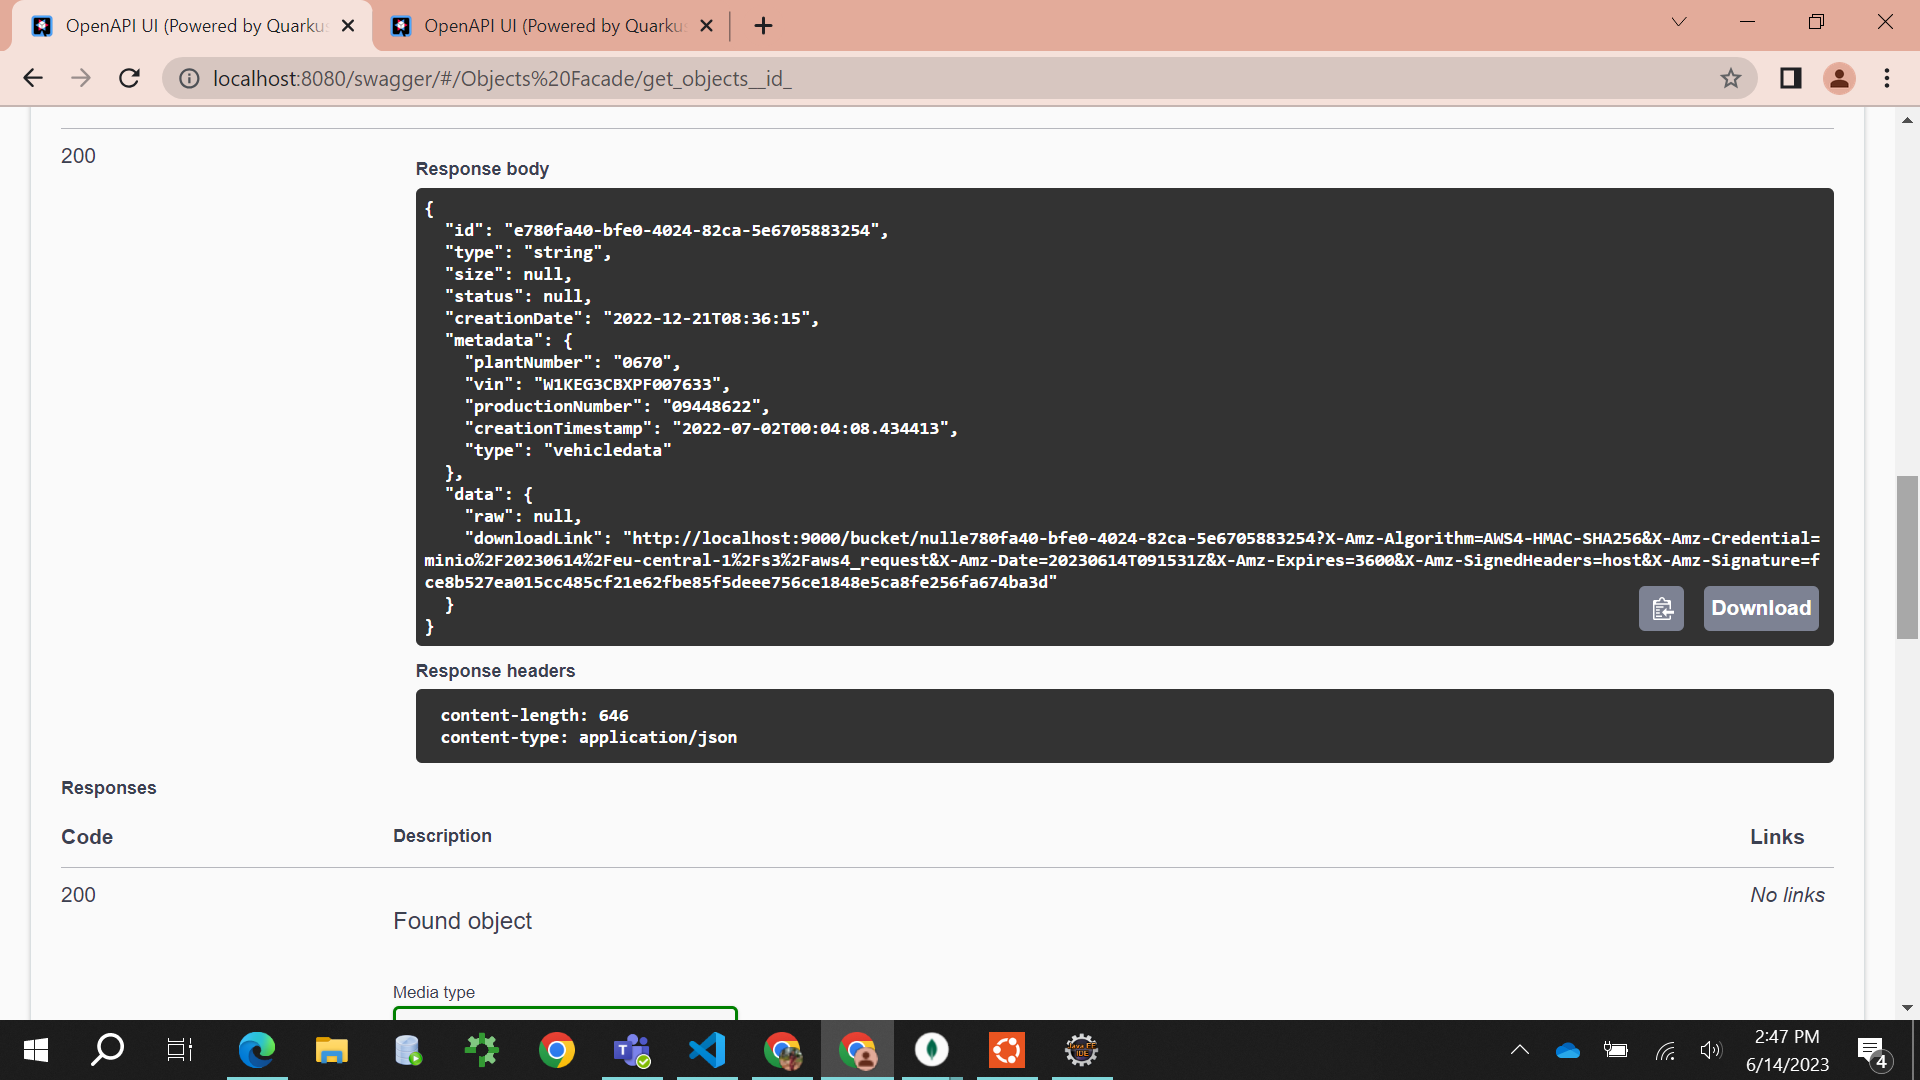 OpenAPI UI (Powered by Quarkus
OpenAPI UI (Powered by Quarkus
localhost:8080/swagger/#/Objects%20Facade/get_objects__id_
200
Response body
{
"id": "e780fa40-bfe0-4024-82ca-5e6705883254",
"type": "string",
"size": null,
"status": null,
"creationDate": "2022-12-21T08:36:15",
"metadata": {
"plantNumber": "0670",
"vin": "W1KEG3CBXPF007633",
"productionNumber": "09448622",
"creationTimestamp": "2022-07-02T00:04:08.434413",
"type": "vehicledata"
},
"data": {
"raw": null,
"downloadLink": "http://localhost:9000/bucket/nulle780fa40-bfe0-4024-82ca-5e6705883254?X-Amz-Algorithm=AWS4-HMAC-SHA256&X-Amz-Credential=
minio%2F20230614%2Feu-central-1%2Fs3%2Faws4_request&X-Amz-Date=20230614T091531Z&X-Amz-Expires=3600&X-Amz-SignedHeaders=host&X-Amz-Signature=f
ce8b527ea015cc485cf21e62fbe85f5deee756ce1848e5ca8fe256fa674ba3d"
}
}
Download
Response headers
content-length: 646
content-type: application/json
Responses
Code
Description
Links
200
Found object
No links
Media type
2:47 PM
6/14/2023
4